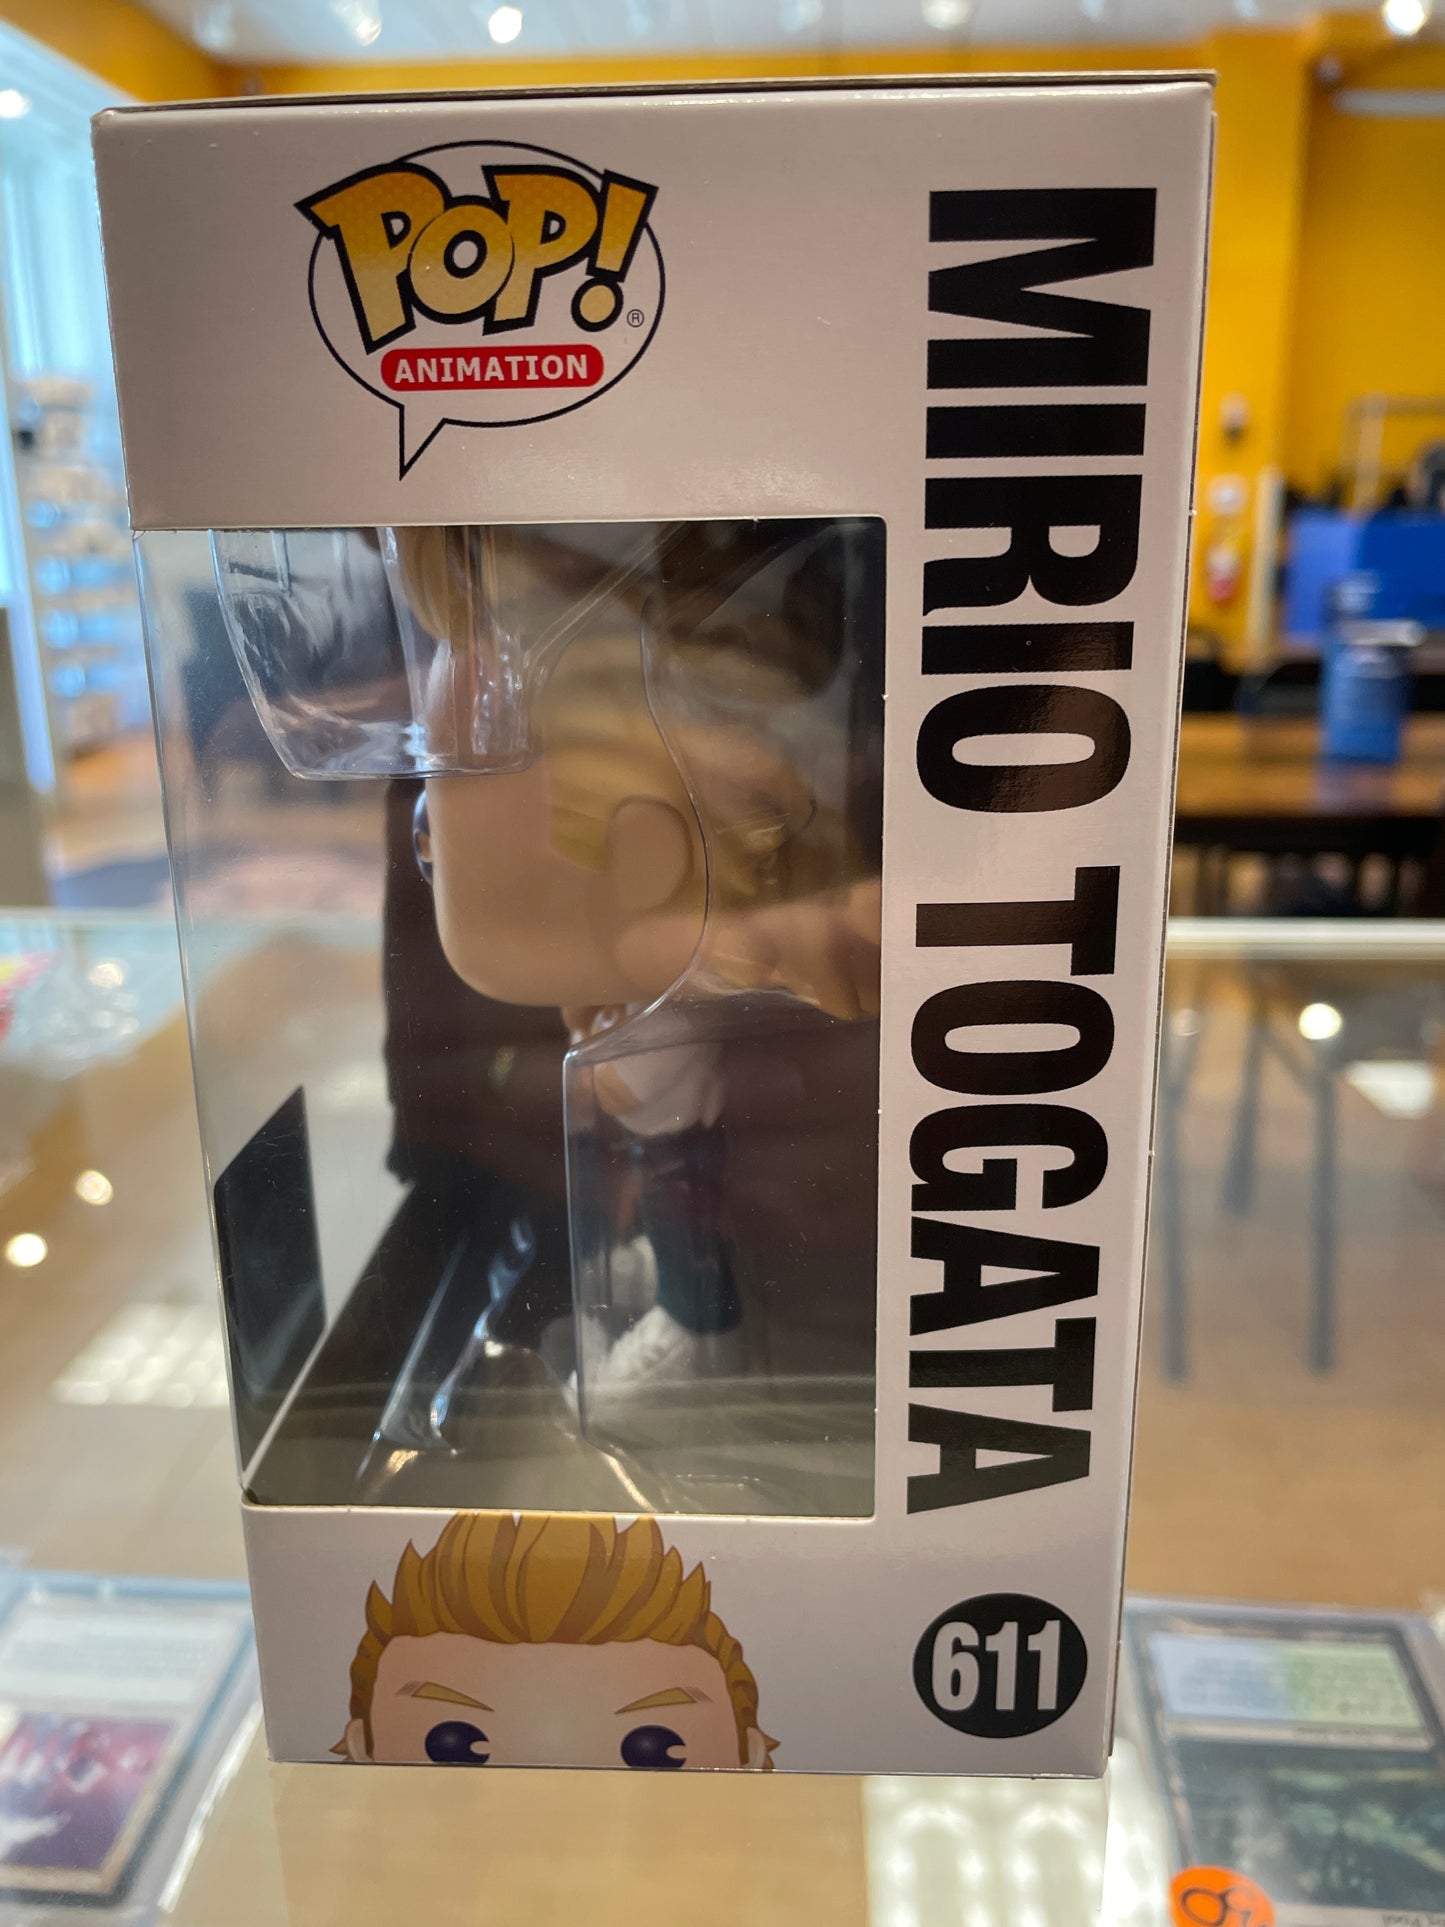 POP!
®
ANIMATION
MIRIO TOGATA
611